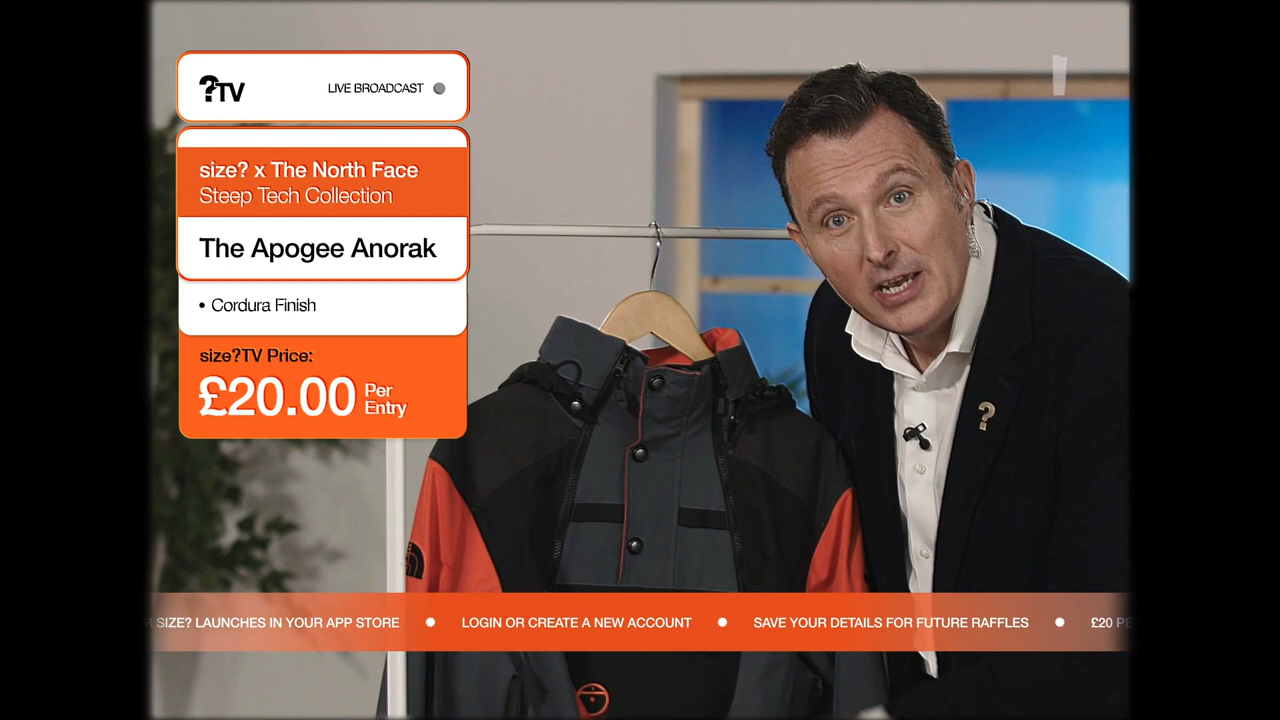 ?TV
LIVE BROADCAST
size? x The North Face
Steep Tech Collection
The Apogee Anorak
• Cordura Finish
size?TV Price:
£20.00 Per
Entry
SIZE? LAUNCHES IN YOUR APP STORE
LOGIN OR CREATE A NEW ACCOUNT
SAVE YOUR DETAILS FOR FUTURE RAFFLES
£20
?